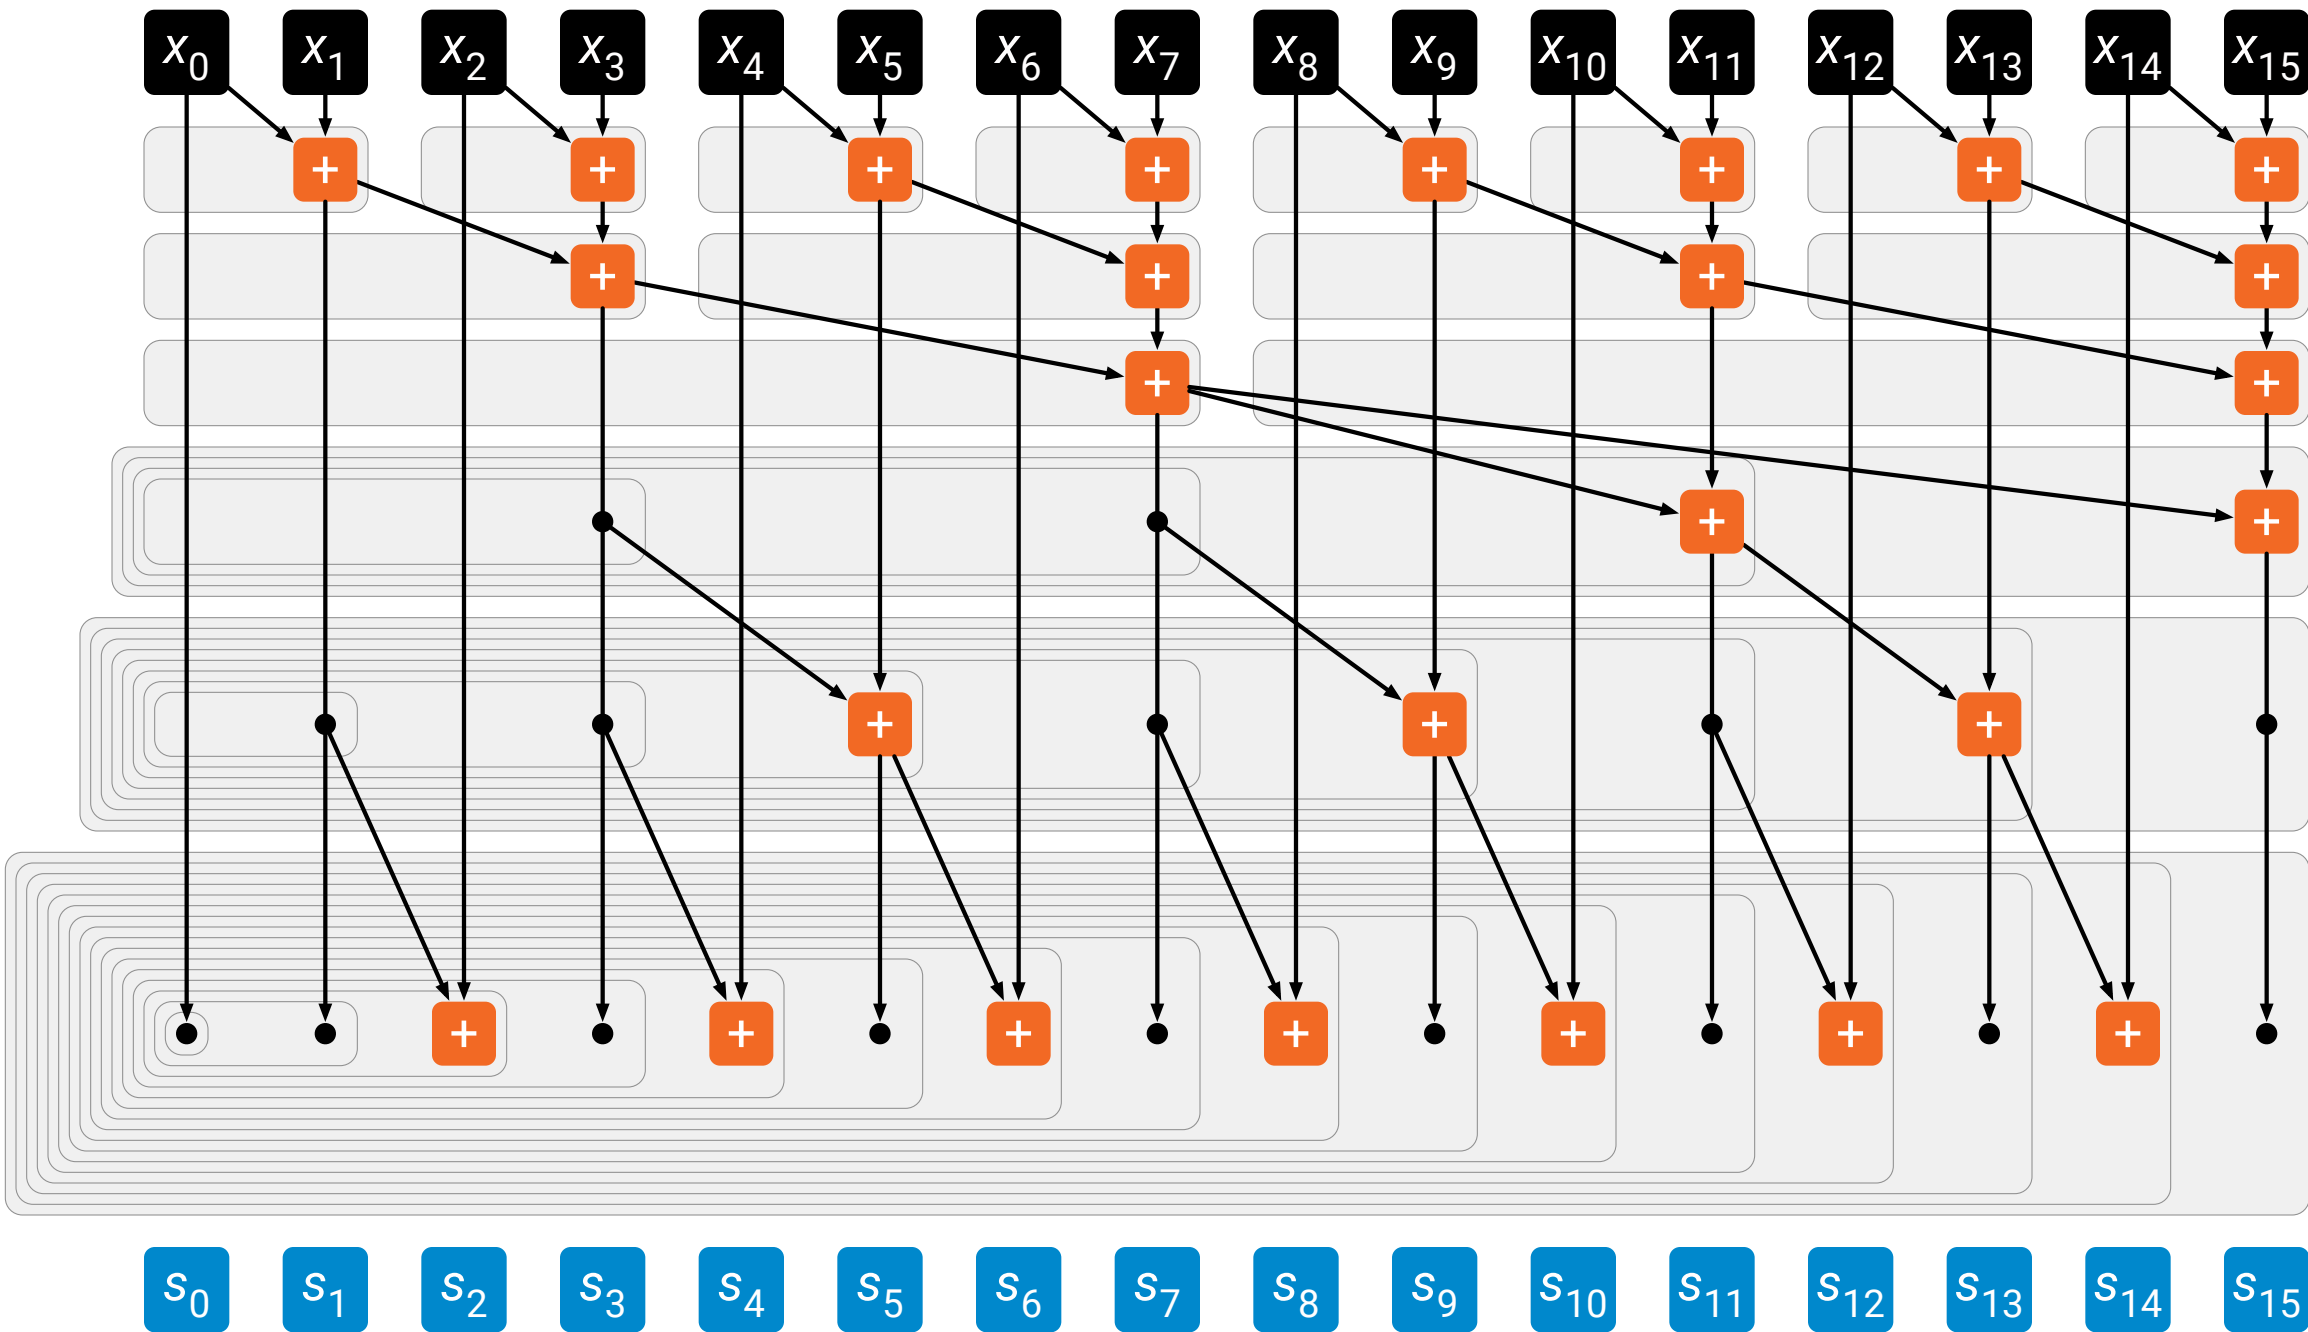 x0 x1 x2 x3 x4 x5 x6 x7 x8 x9 x10 x11 x12 x13 x14 x15
+ + + + + + + +
+ + + +
+ +
+ +
+ + +
+ + + + + + +
s0 s1 s2 s3 s4 s5 s6 s7 s8 s9 s10 s11 s12 s13 s14 s15